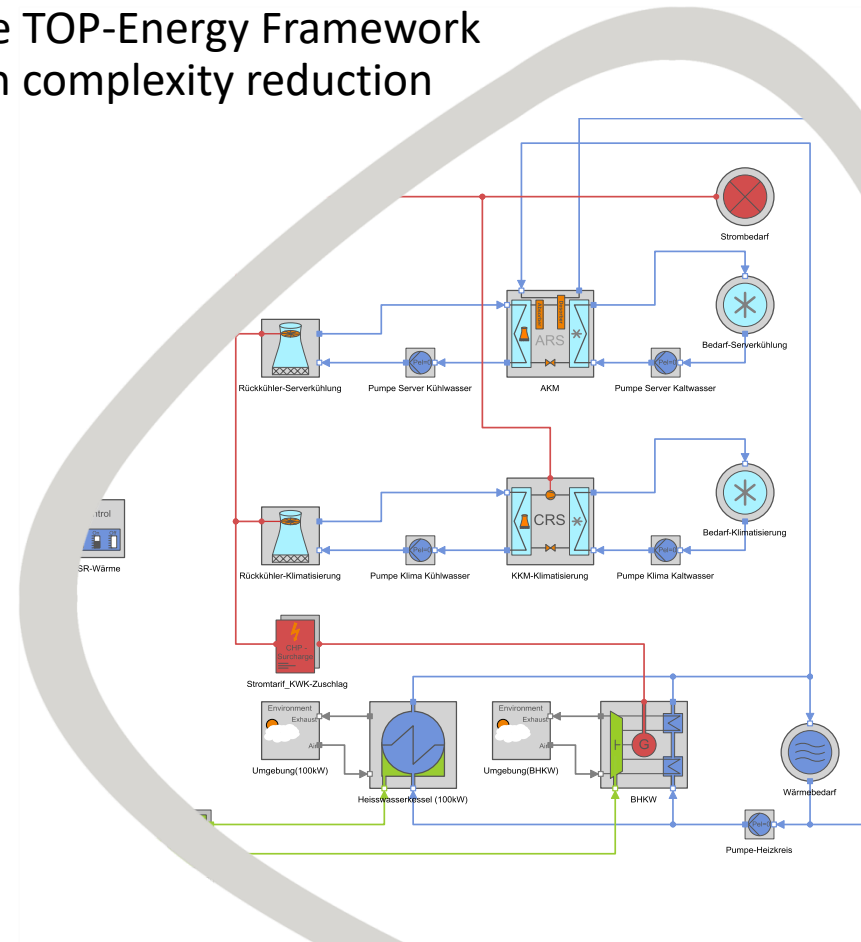 e TOP-Energy Framework
n complexity reduction
Strombedarf
ARS
Bedarf-Serverkühlung
Rückkühler-Serverkühlung
Pumpe Server Kühlwasser
AKM
Pumpe Server Kaltwasser
CRS
Bedarf-Klimatisierung
ntrol
SR-Wärme
Rückkühler-Klimatisierung
Pumpe Klima Kühlwasser
KKM-Klimatisierung
Pumpe Klima Kaltwasser
CHP -
Surcharge
Stromtarif_KWK-Zuschlag
Environment
Exhaust
Air
Umgebung(100kW)
Heisswasserkessel (100kW)
Environment
Exhaust
Air
Umgebung(BHKW)
G
BHKW
Wärmebedarf
Pumpe-Heizkreis